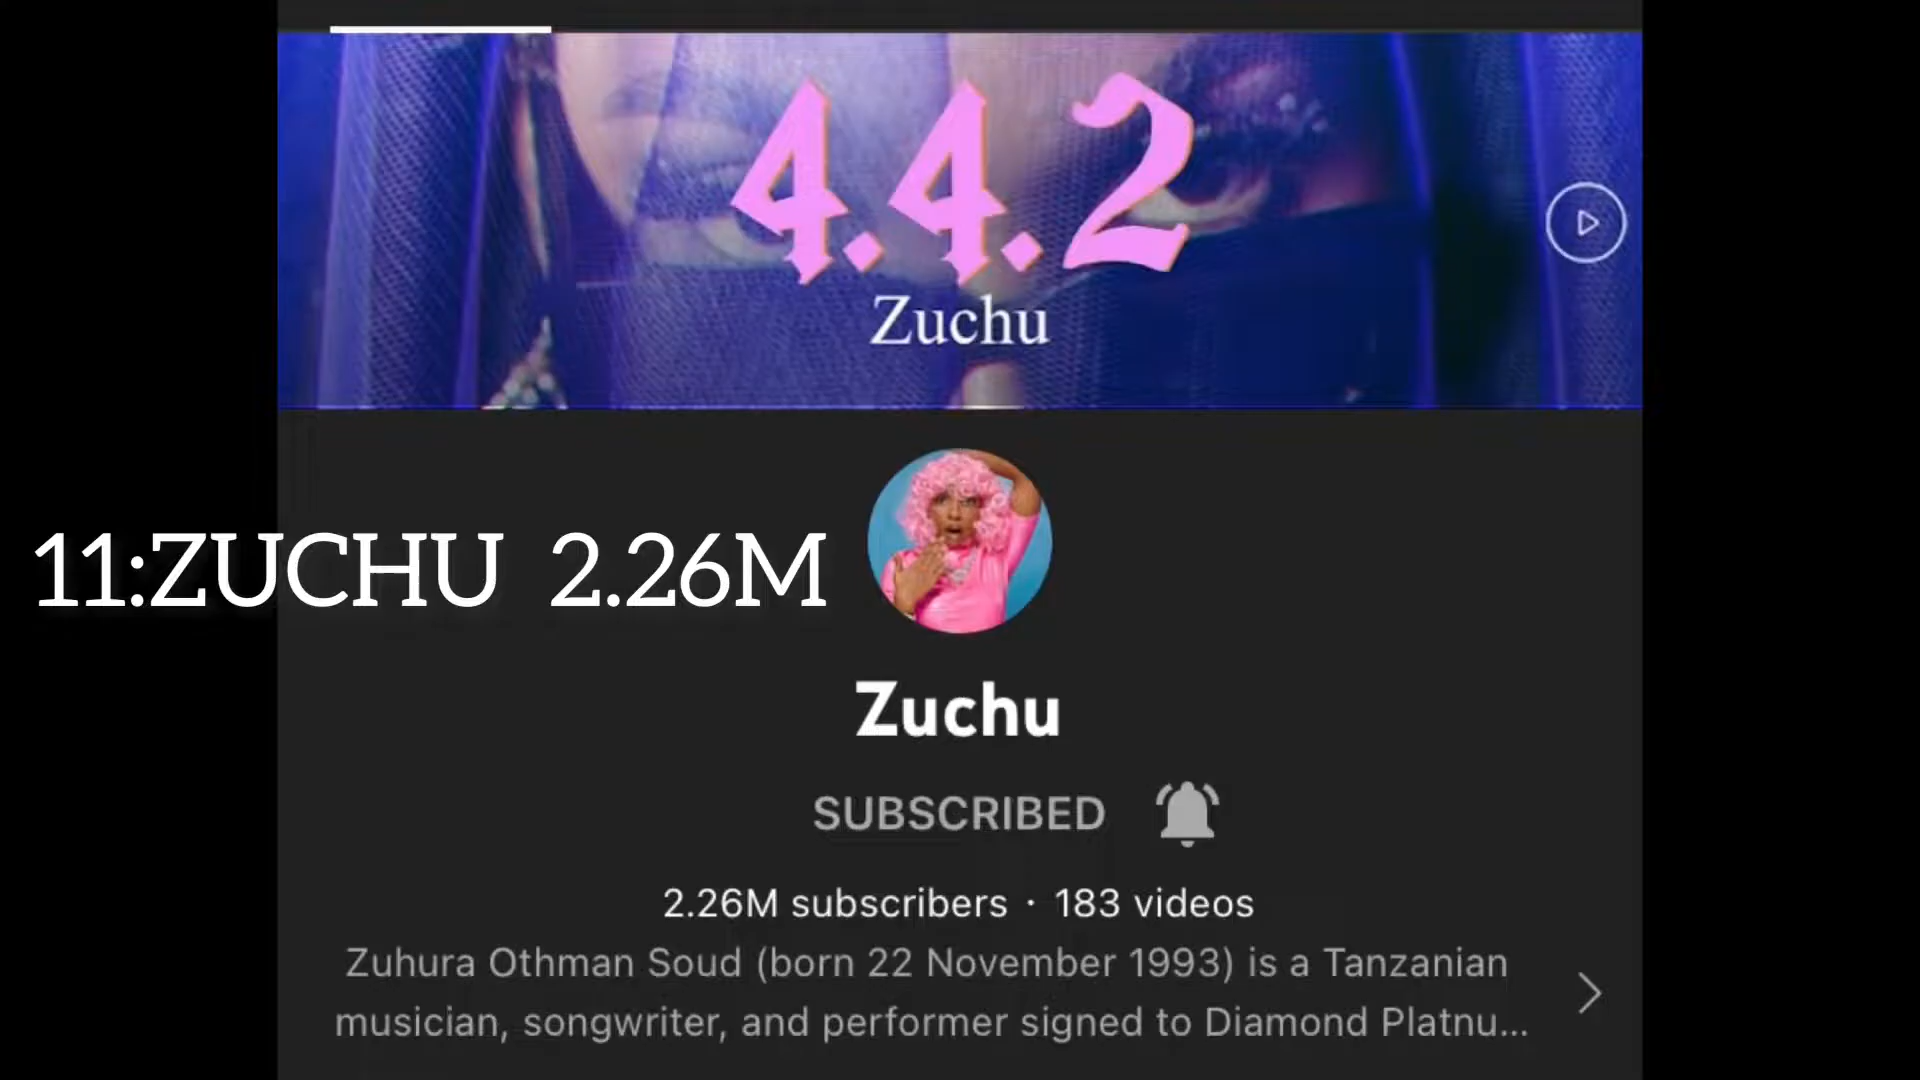 4.4.2
Zuchu
11:ZUCHU 2.26M
Zuchu
SUBSCRIBED
2.26M subscribers · 183 videos
Zuhura Othman Soud (born 22 November 1993) is a Tanzanian
musician, songwriter, and performer signed to Diamond Platnu...